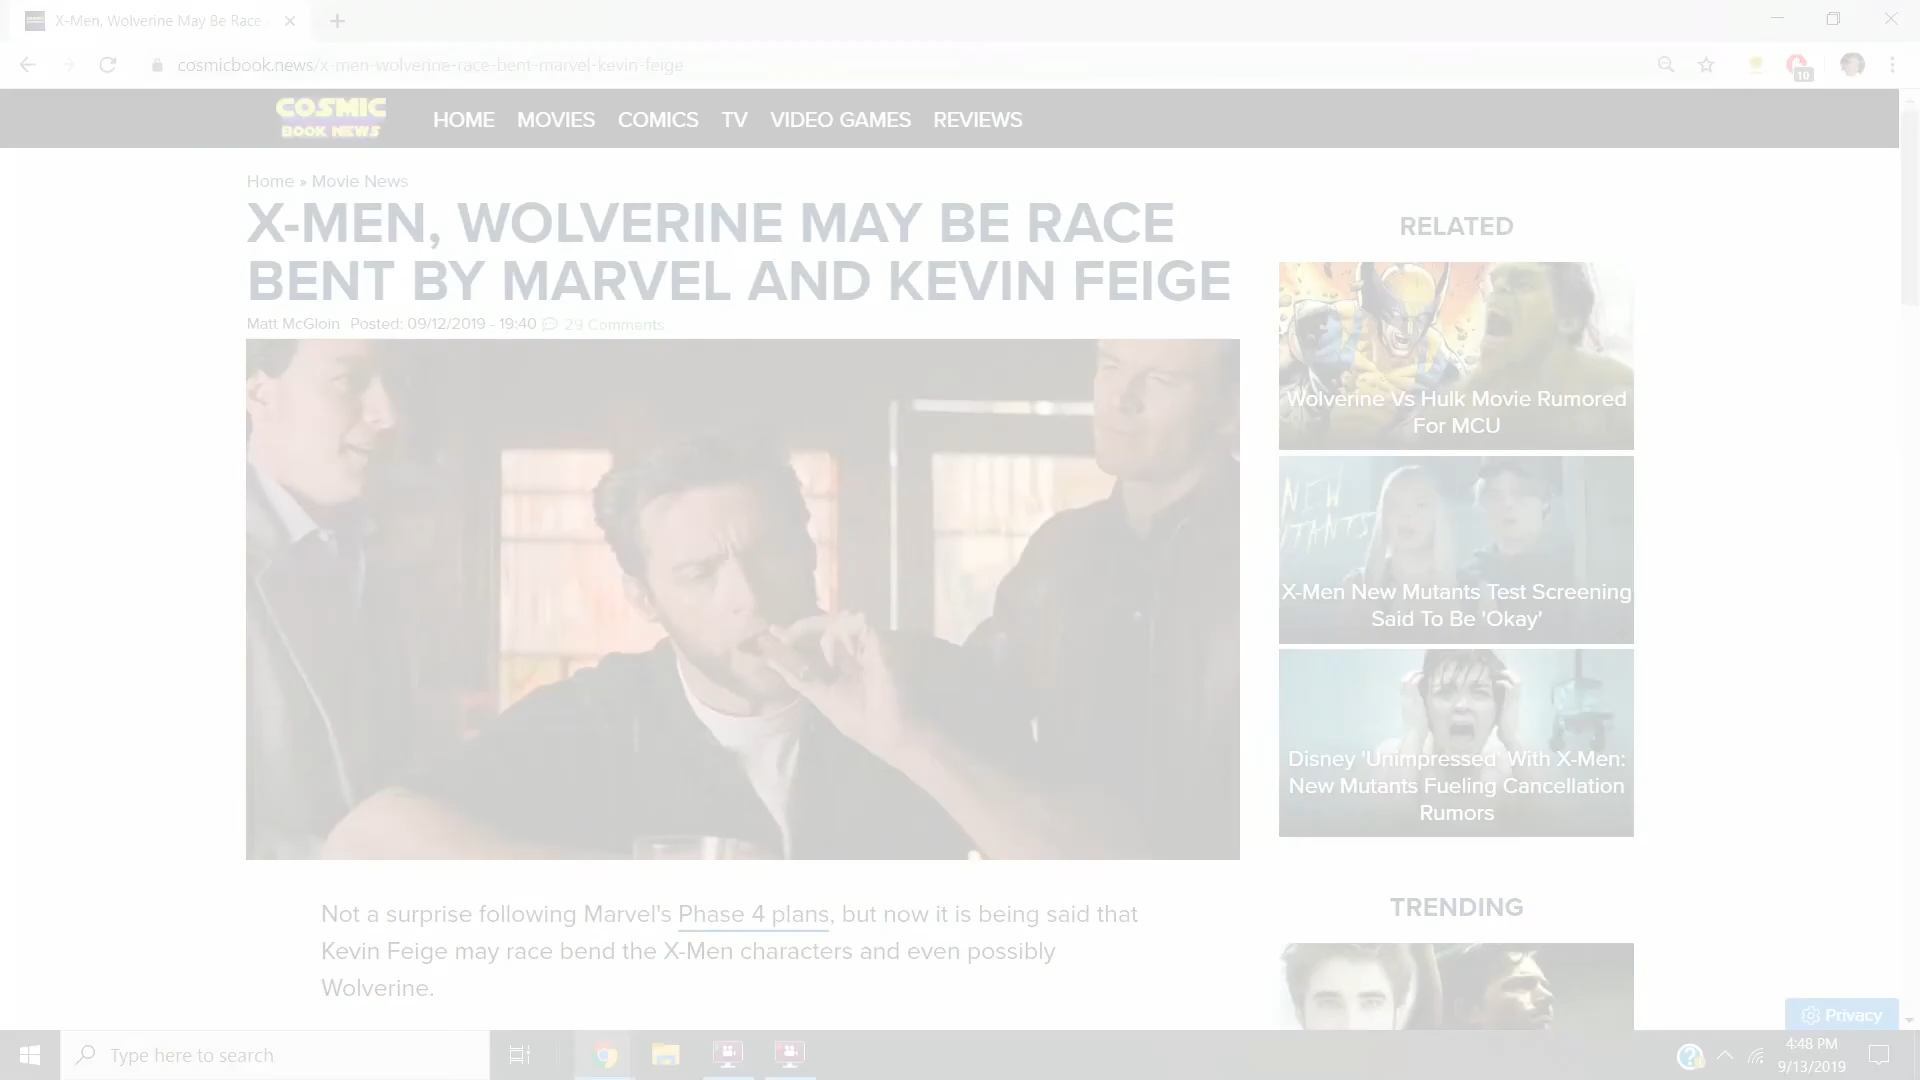 X-Men, Wolverine May Be Race
cosmicbook.news/x-men-wolverine-race-bent-marvel-kevin-feige
10
COSMIC
BOOK NEWS
HOME MOVIES COMICS TV VIDEO GAMES REVIEWS
Home » Movie News
X-MEN, WOLVERINE MAY BE RACE
BENT BY MARVEL AND KEVIN FEIGE
Matt McGloin Posted: 09/12/2019 - 19:40 29 Comments
RELATED
Wolverine Vs Hulk Movie Rumored
For MCU
NEW
MUTANTS
X-Men New Mutants Test Screening
Said To Be 'Okay'
Disney 'Unimpressed' With X-Men:
New Mutants Fueling Cancellation
Rumors
Not a surprise following Marvel's Phase 4 plans, but now it is being said that
Kevin Feige may race bend the X-Men characters and even possibly
Wolverine.
TRENDING
Privacy
Type here to search
4:48 PM
9/13/2019